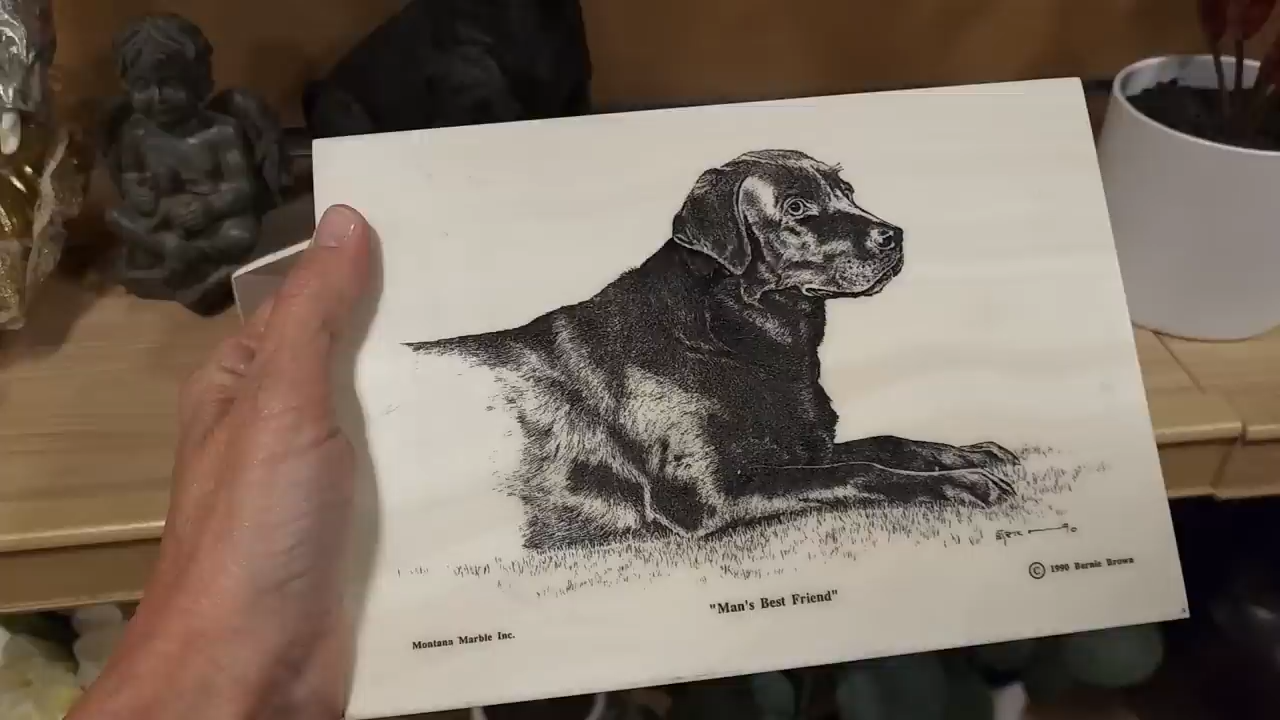 © 1990 Bernie Brown
"Man's Best Friend"
Montana Marble Inc.